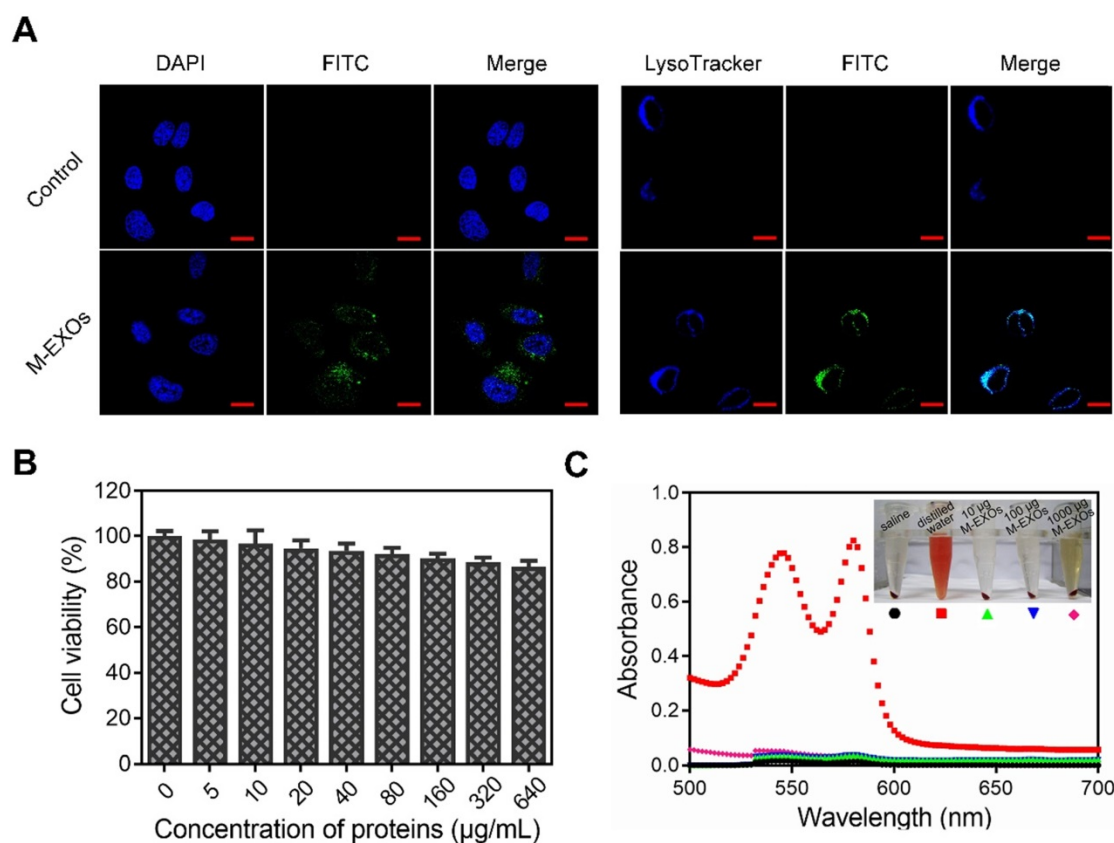 A
DAPI FITC Merge LysoTracker FITC Merge
Control
M-EXOs
B
120
100
80
60
40
20
0
Cell viability (%)
0 5 10 20 40 80 160 320 640
Concentration of proteins (µg/mL)
C
1.0
0.8
0.6
0.4
0.2
0.0
Absorbance
saline
distilled
water
10 µg
M-EXOs
100 µg
M-EXOs
1000 µg
M-EXOs
500 550 600 650 700
Wavelength (nm)